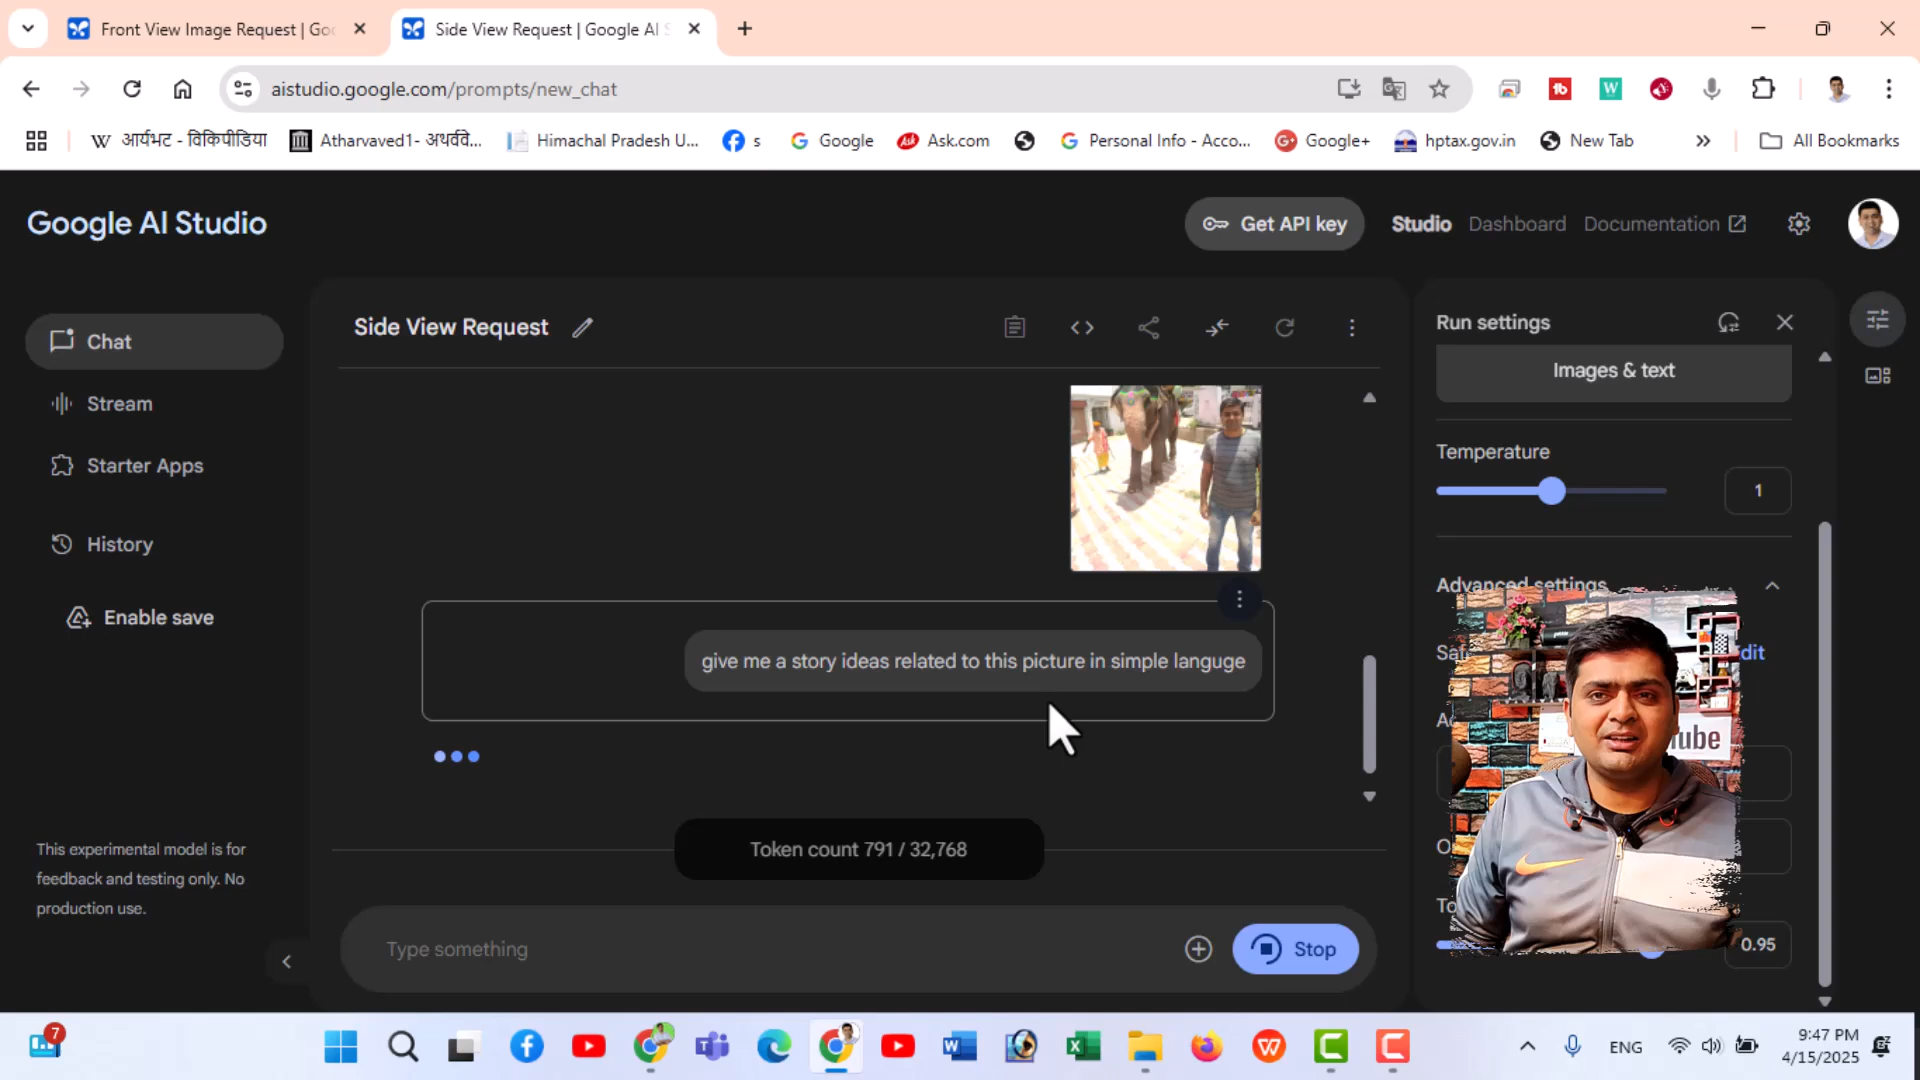 Front View Image Request | Goo
Side View Request | Google AI S
aistudio.google.com/prompts/new_chat
आर्यभट - विकिपीडिया
Atharvaved1- अथर्ववे...
Himachal Pradesh U...
s
Google
Ask.com
Personal Info - Acco...
Google+
hptax.gov.in
New Tab
All Bookmarks
Google AI Studio
Get API key
Studio
Dashboard
Documentation
Chat
Stream
Starter Apps
History
Enable save
This experimental model is for
feedback and testing only. No
production use.
Side View Request
give me a story ideas related to this picture in simple languge
Token count 791 / 32,768
Type something
Stop
Run settings
Images & text
Temperature
1
Advanced settings
0.95
7
ENG
9:47 PM
4/15/2025